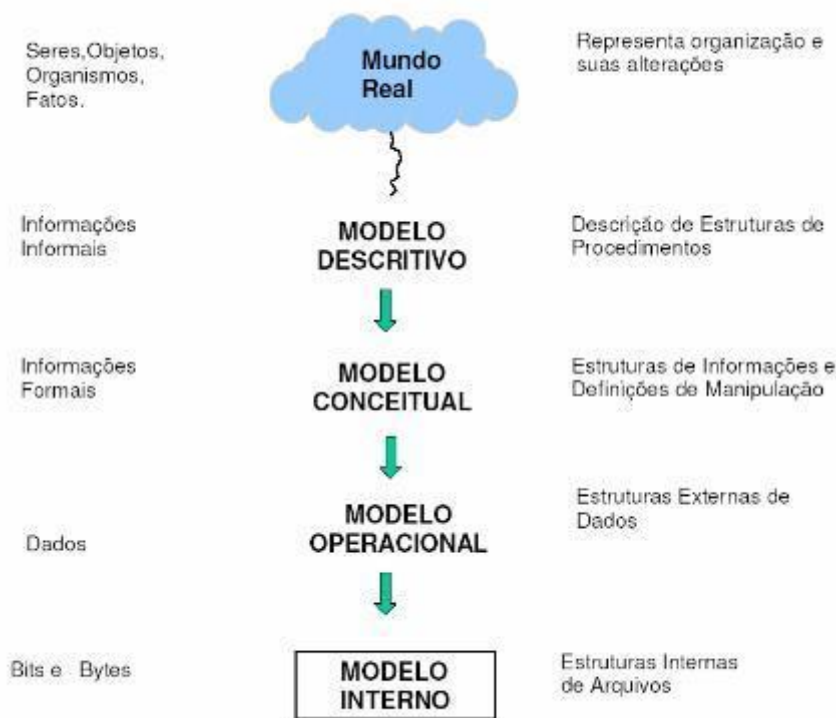 Seres,Objetos,
Organismos,
Fatos.
Mundo
Real
Representa organização e
suas alterações
Informações
Informais
MODELO
DESCRITIVO
Descrição de Estruturas de
Procedimentos
Informações
Formais
MODELO
CONCEITUAL
Estruturas de Informações e
Definições de Manipulação
Dados
MODELO
OPERACIONAL
Estruturas Externas de
Dados
Bits e Bytes
MODELO
INTERNO
Estruturas Internas
de Arquivos